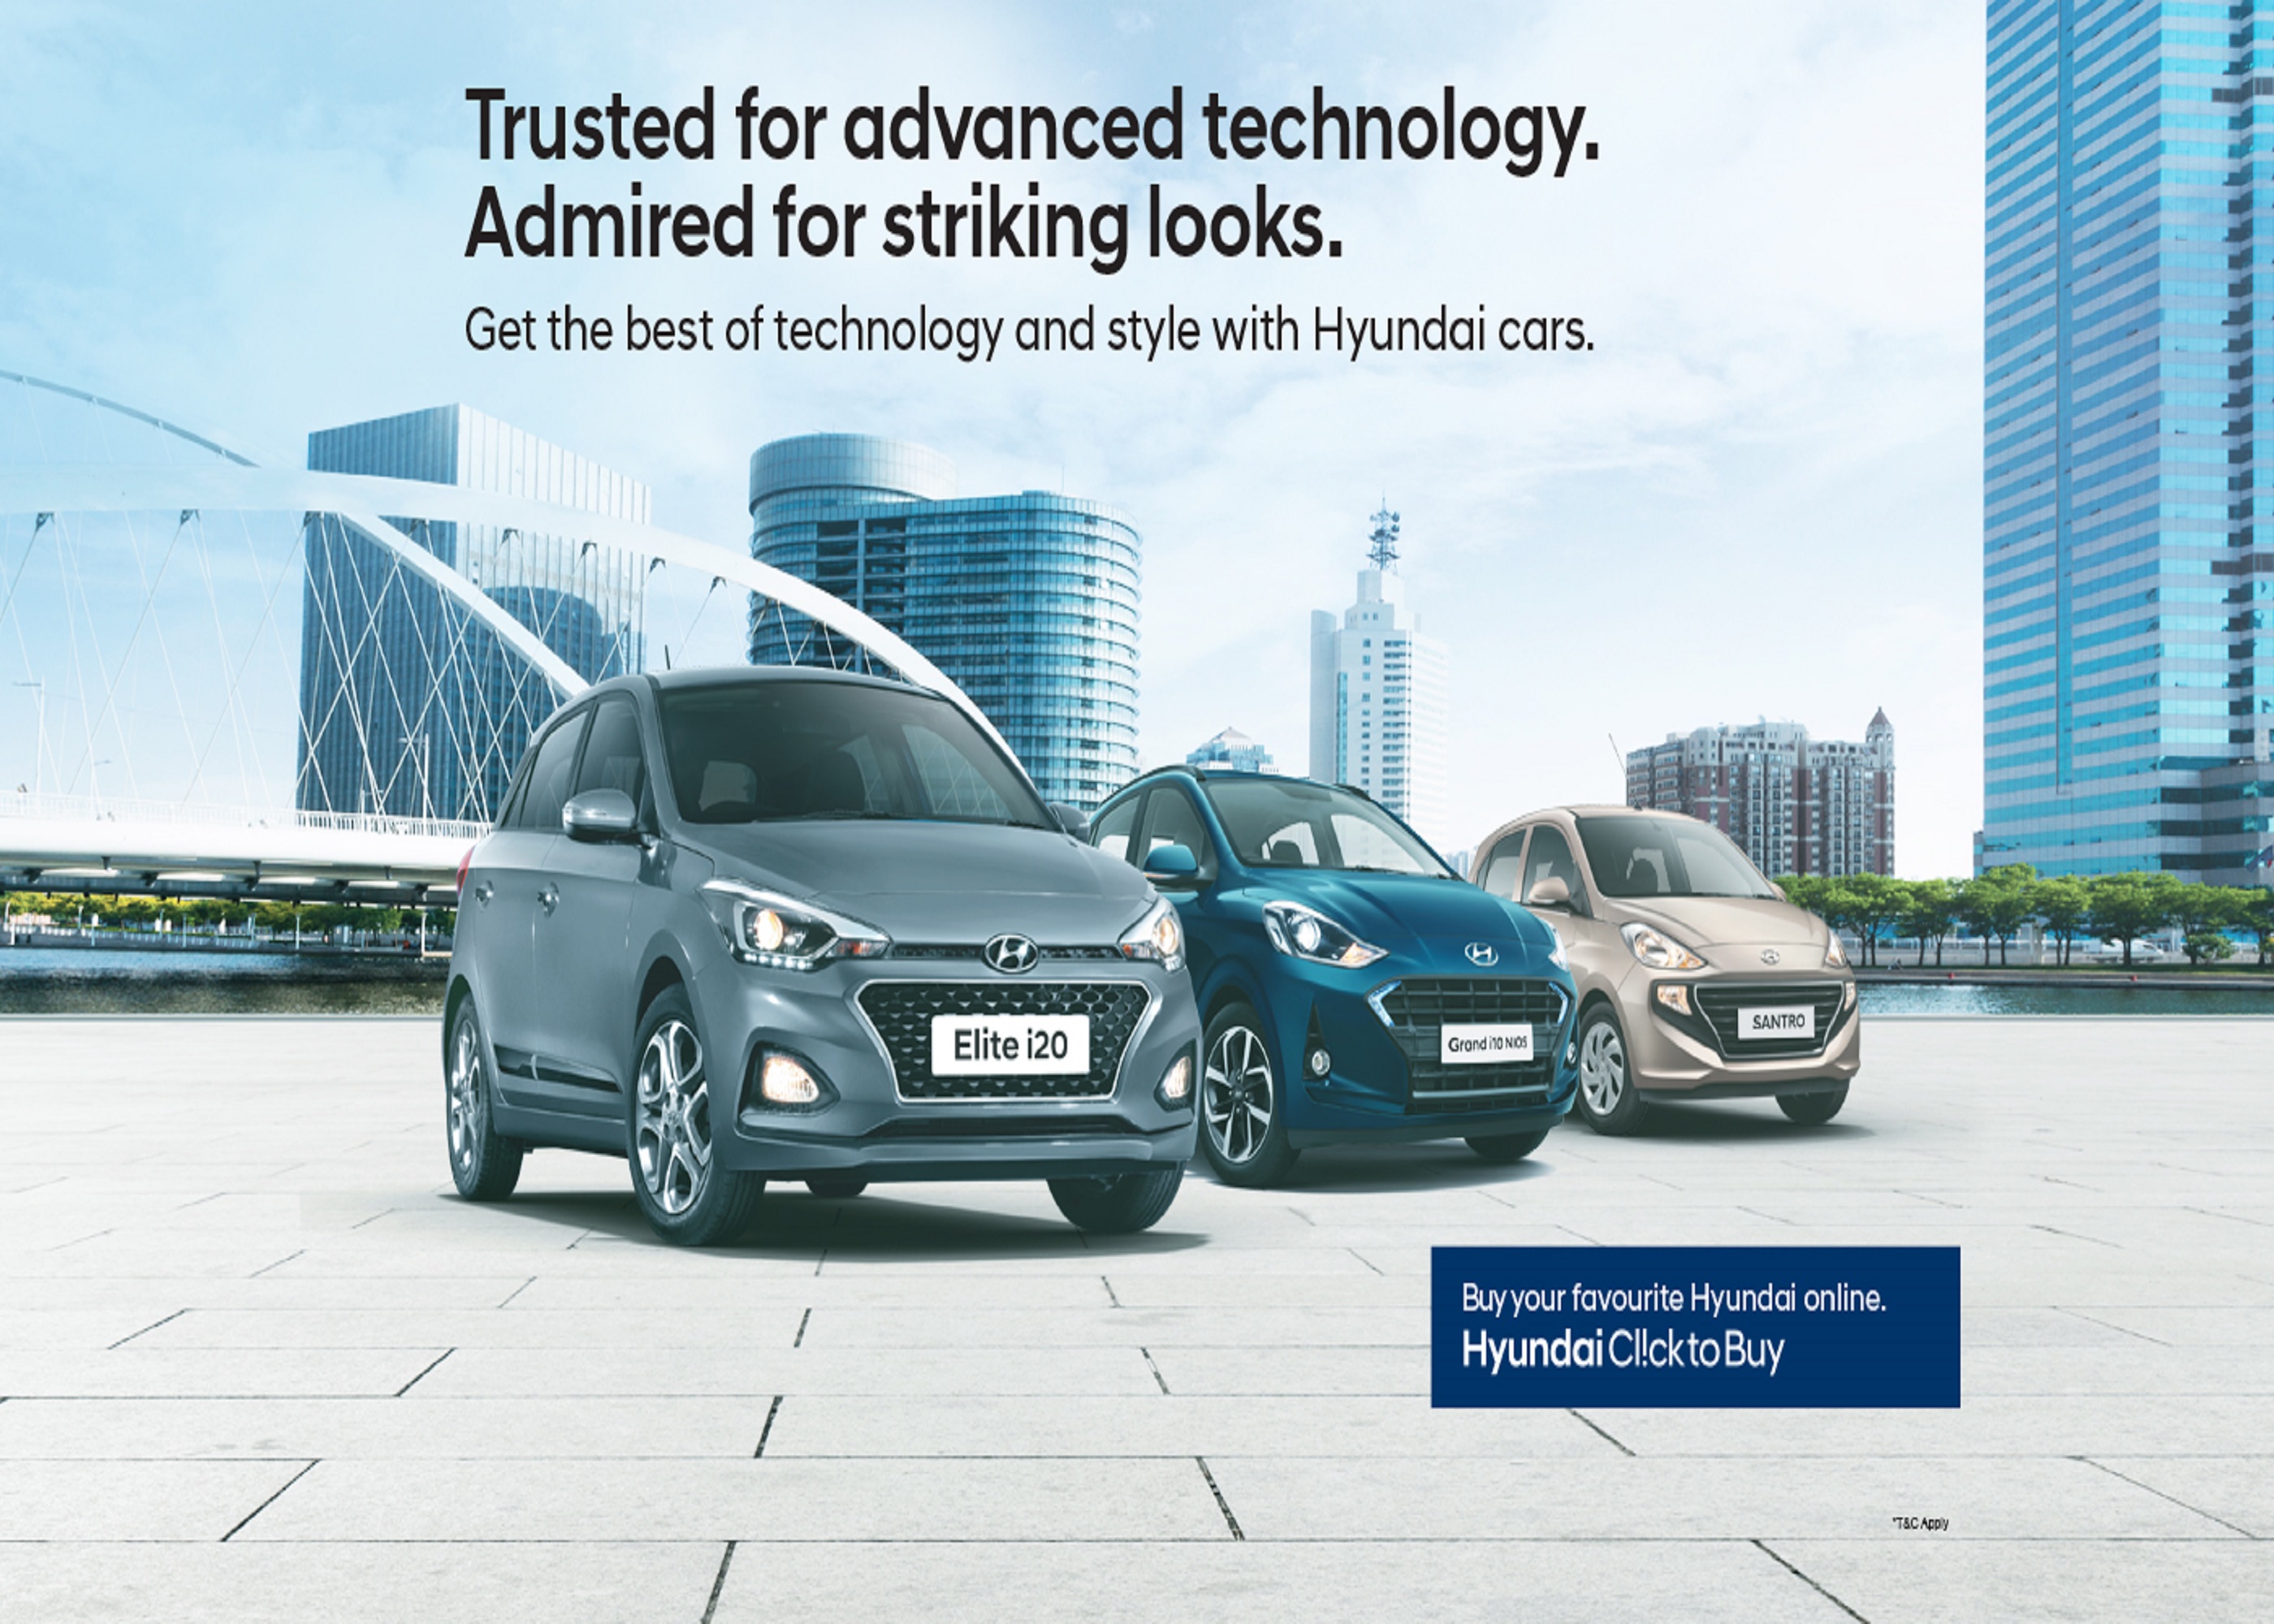 Trusted for advanced technology.
Admired for striking looks.
Get the best of technology and style with Hyundai cars.
Elite i20
Grand i10 NIOS
SANTRO
Buy your favourite Hyundai online.
Hyundai Cl!ck to Buy
*T&C Apply